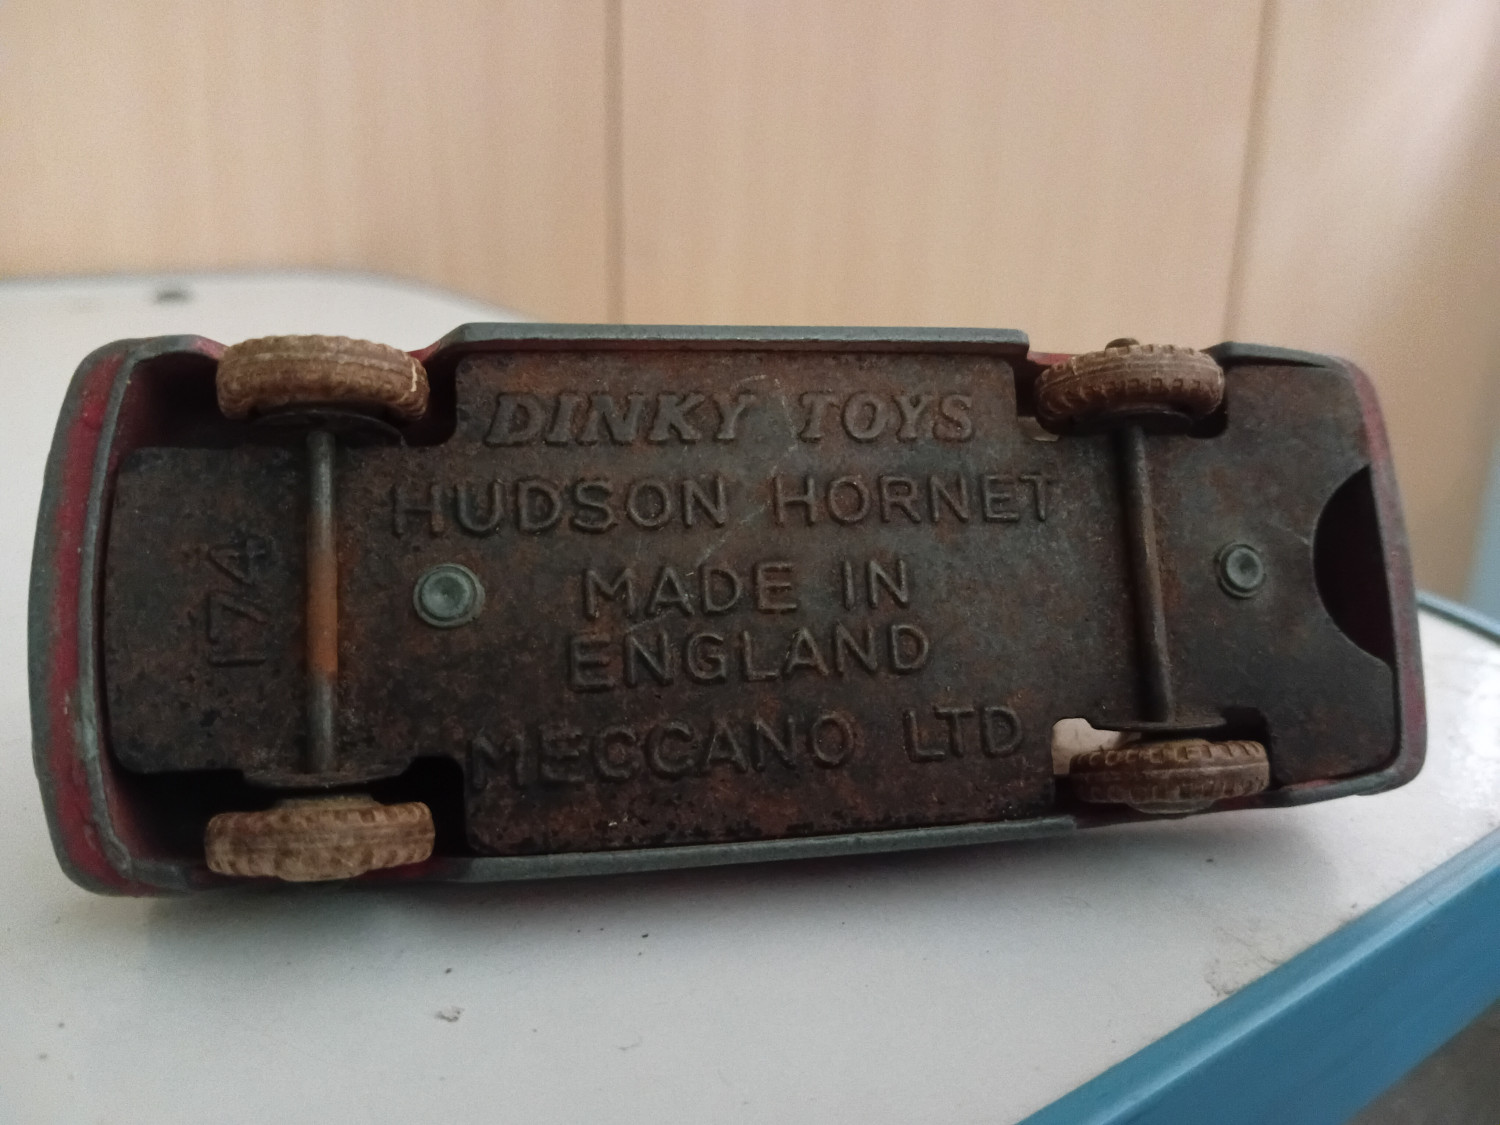 DINKY TOYS
HUDSON HORNET
MADE IN
ENGLAND
MECCANO LTD
174